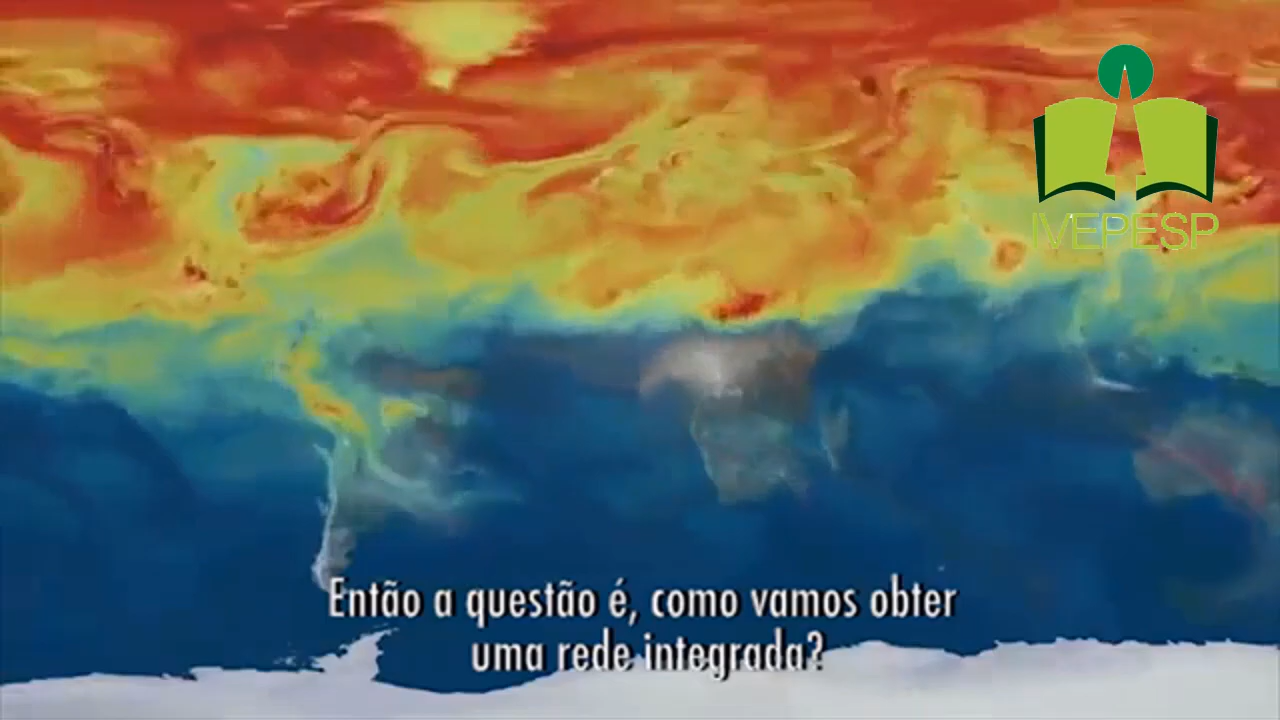 IVEPESP
Então a questão é, como vamos obter
uma rede integrada?